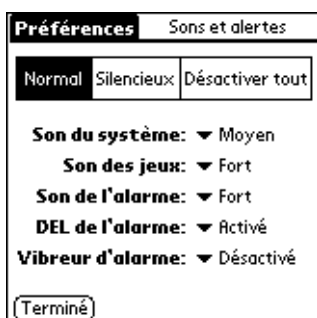 Préférences Sons et alertes
Normal Silencieux Désactiver tout
Son du système: Moyen
Son des jeux: Fort
Son de l'alarme: Fort
DEL de l'alarme: Activé
Vibreur d'alarme: Désactivé
Terminé